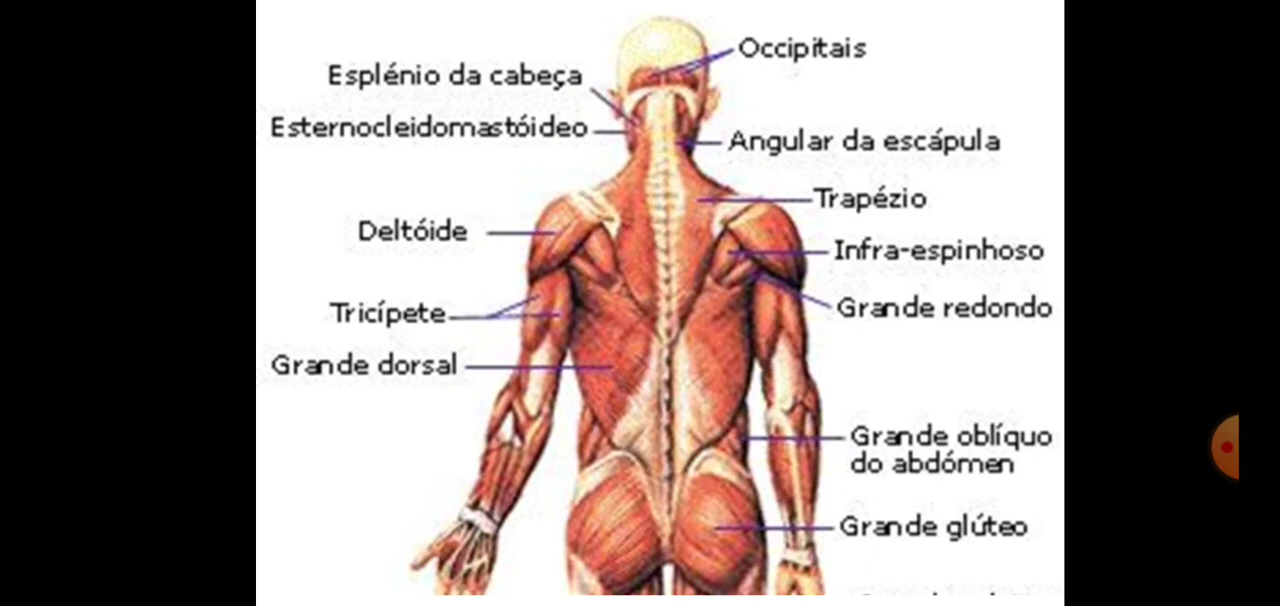 Occipitais
Esplénio da cabeça
Esternocleidomastóideo
Angular da escápula
Trapézio
Deltóide
Infra-espinhoso
Grande redondo
Tricípete
Grande dorsal
Grande oblíquo
do abdómen
Grande glúteo